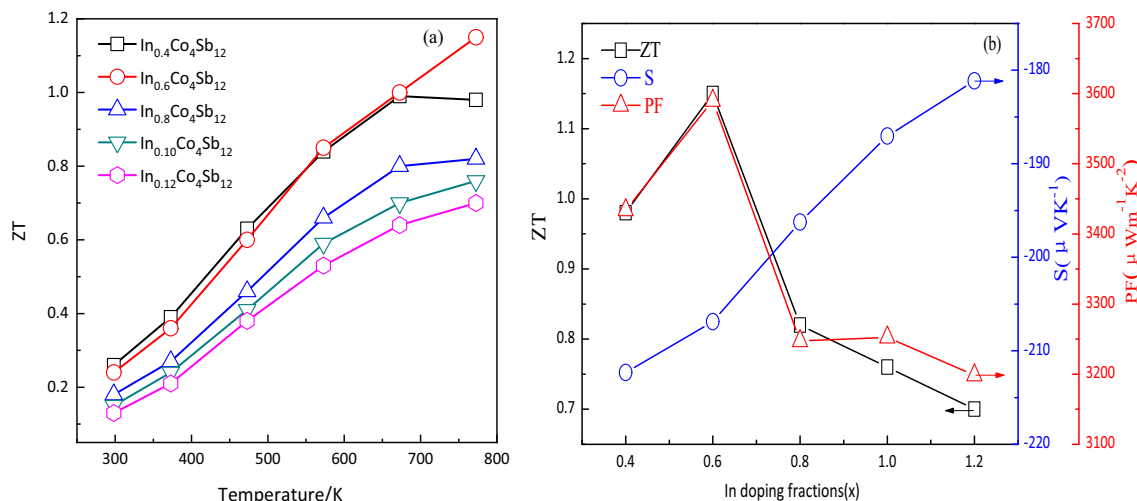 (a)
In0.4Co4Sb12
In0.6Co4Sb12
In0.8Co4Sb12
In0.10Co4Sb12
In0.12Co4Sb12
1.2
1.0
0.8
0.6
0.4
0.2
ZT
300 400 500 600 700 800
Temperature/K
(b)
ZT
S
PF
1.2
1.1
1.0
0.9
0.8
0.7
ZT
0.4 0.6 0.8 1.0 1.2
In doping fractions(x)
-180
-190
-200
-210
-220
S( μ VK-1)
3700
3600
3500
3400
3300
3200
3100
PF( μ Wm-1K-2)